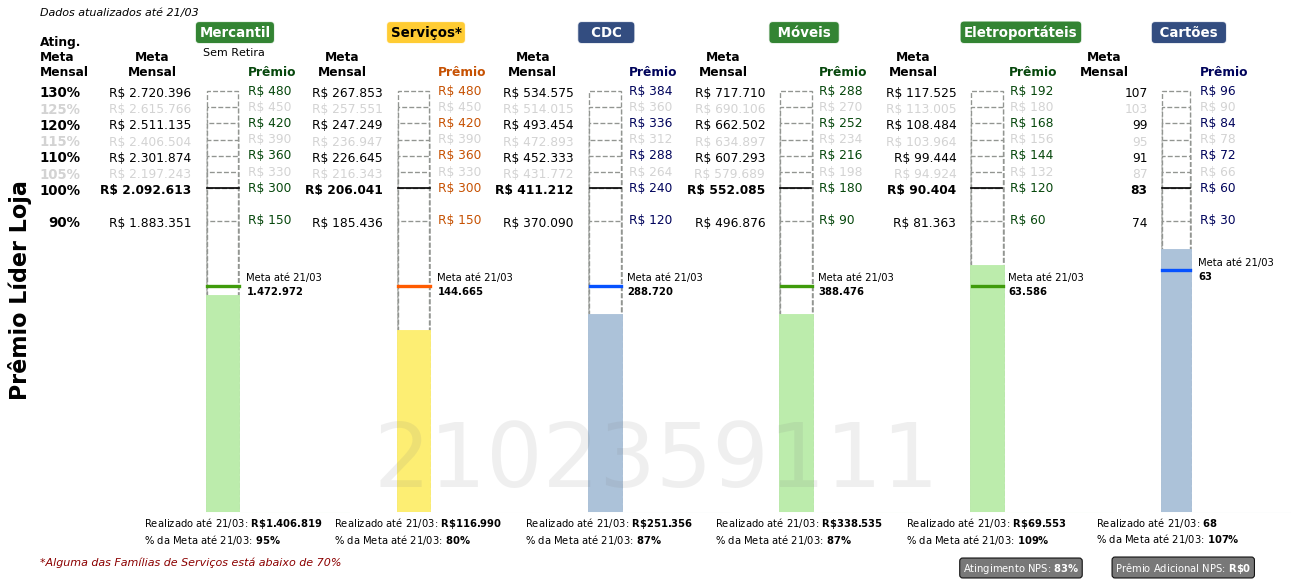 Dados atualizados até 21/03
Mercantil Serviços* CDC Móveis Eletroportáteis Cartões
Sem Retira
Ating. Meta Mensal Meta Mensal Prêmio Meta Mensal Prêmio Meta Mensal Prêmio Meta Mensal Prêmio Meta Mensal Prêmio Meta Mensal Prêmio
130% R$ 2.720.396 R$ 480 R$ 267.853 R$ 480 R$ 534.575 R$ 384 R$ 717.710 R$ 288 R$ 117.525 R$ 192 107 R$ 96
125% R$ 2.615.766 R$ 450 R$ 257.551 R$ 450 R$ 514.015 R$ 360 R$ 690.106 R$ 270 R$ 113.005 R$ 180 103 R$ 90
120% R$ 2.511.135 R$ 420 R$ 247.249 R$ 420 R$ 493.454 R$ 336 R$ 662.502 R$ 252 R$ 108.484 R$ 168 99 R$ 84
115% R$ 2.406.504 R$ 390 R$ 236.947 R$ 390 R$ 472.893 R$ 312 R$ 634.897 R$ 234 R$ 103.964 R$ 156 95 R$ 78
110% R$ 2.301.874 R$ 360 R$ 226.645 R$ 360 R$ 452.333 R$ 288 R$ 607.293 R$ 216 R$ 99.444 R$ 144 91 R$ 72
105% R$ 2.197.243 R$ 330 R$ 216.343 R$ 330 R$ 431.772 R$ 264 R$ 579.689 R$ 198 R$ 94.924 R$ 132 87 R$ 66
100% R$ 2.092.613 R$ 300 R$ 206.041 R$ 300 R$ 411.212 R$ 240 R$ 552.085 R$ 180 R$ 90.404 R$ 120 83 R$ 60
90% R$ 1.883.351 R$ 150 R$ 185.436 R$ 150 R$ 370.090 R$ 120 R$ 496.876 R$ 90 R$ 81.363 R$ 60 74 R$ 30
Prêmio Líder Loja
Meta até 21/03 Meta até 21/03 Meta até 21/03 Meta até 21/03 Meta até 21/03 Meta até 21/03
1.472.972 144.665 288.720 388.476 63.586 63
2102359111
Realizado até 21/03: R$1.406.819 Realizado até 21/03: R$116.990 Realizado até 21/03: R$251.356 Realizado até 21/03: R$338.535 Realizado até 21/03: R$69.553 Realizado até 21/03: 68
% da Meta até 21/03: 95% % da Meta até 21/03: 80% % da Meta até 21/03: 87% % da Meta até 21/03: 87% % da Meta até 21/03: 109% % da Meta até 21/03: 107%
*Alguma das Famílias de Serviços está abaixo de 70%
Atingimento NPS: 83% Prêmio Adicional NPS: R$0